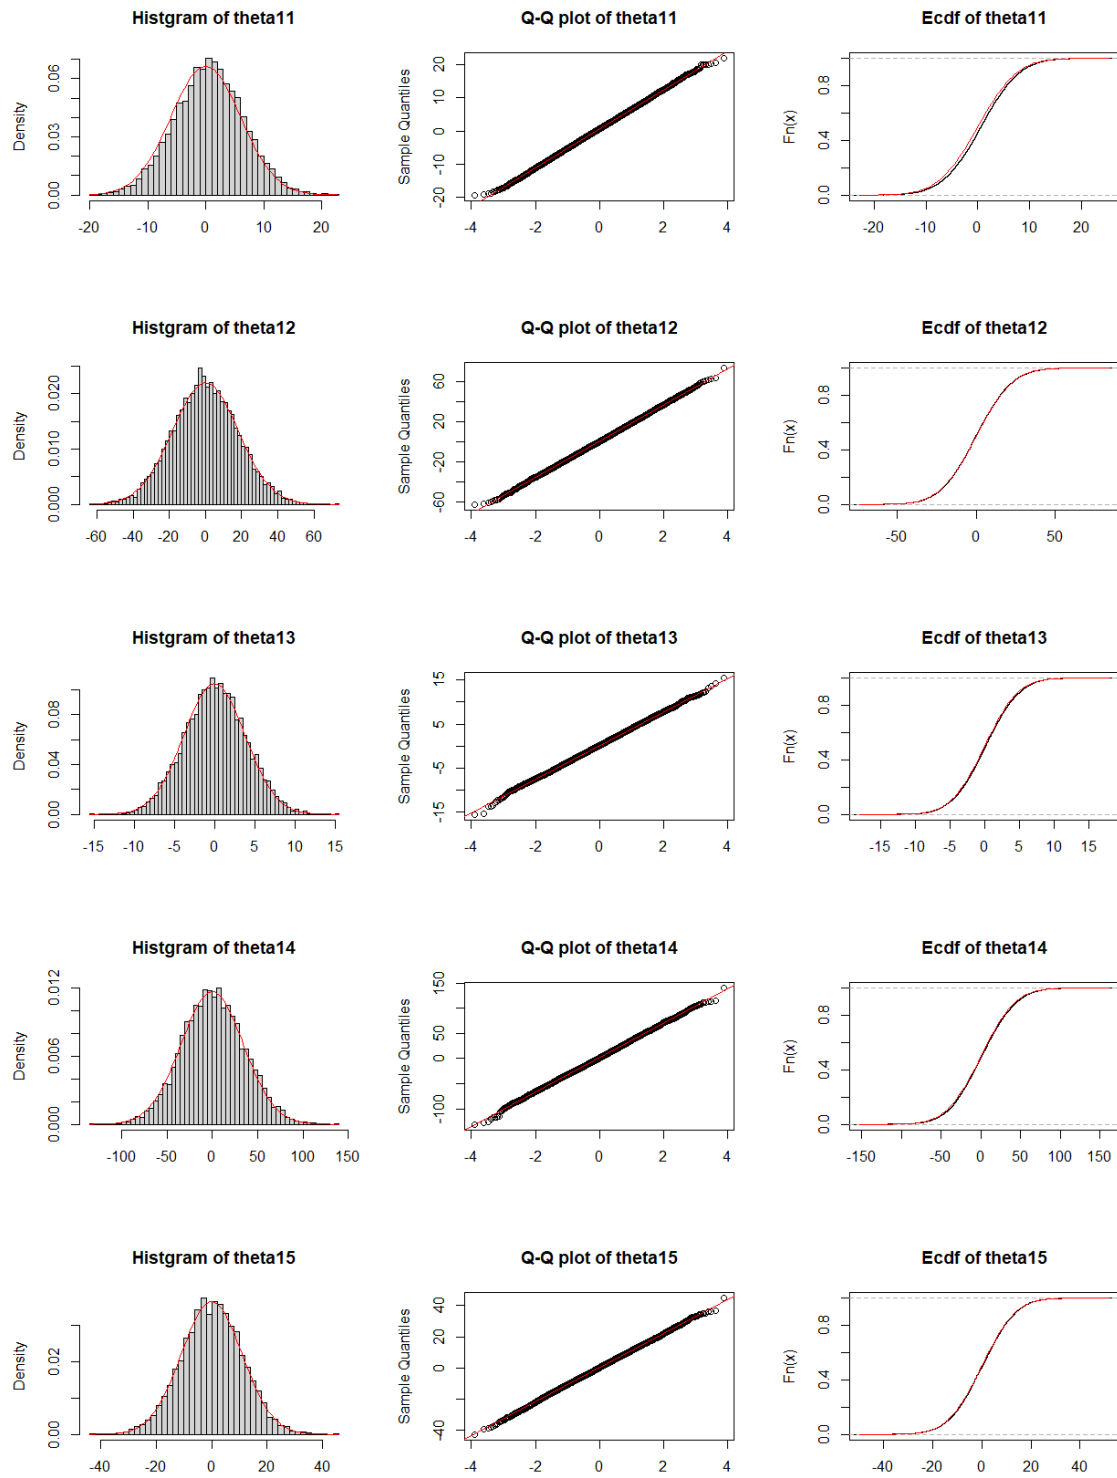 Histgram of theta11
Density
0.00 0.03 0.06
-20 -10 0 10 20
Q-Q plot of theta11
Sample Quantiles
-20 -10 0 10 20
-4 -2 0 2 4
Ecdf of theta11
Fn(x)
0.0 0.4 0.8
-20 -10 0 10 20
Histgram of theta12
Density
0.000 0.010 0.020
-60 -40 -20 0 20 40 60
Q-Q plot of theta12
Sample Quantiles
-60 -20 20 60
-4 -2 0 2 4
Ecdf of theta12
Fn(x)
0.0 0.4 0.8
-50 0 50
Histgram of theta13
Density
0.00 0.04 0.08
-15 -10 -5 0 5 10 15
Q-Q plot of theta13
Sample Quantiles
-15 -5 5 15
-4 -2 0 2 4
Ecdf of theta13
Fn(x)
0.0 0.4 0.8
-15 -10 -5 0 5 10 15
Histgram of theta14
Density
0.000 0.006 0.012
-100 -50 0 50 100 150
Q-Q plot of theta14
Sample Quantiles
-100 0 50 150
-4 -2 0 2 4
Ecdf of theta14
Fn(x)
0.0 0.4 0.8
-150 -50 0 50 100 150
Histgram of theta15
Density
0.00 0.02
-40 -20 0 20 40
Q-Q plot of theta15
Sample Quantiles
-40 0 20 40
-4 -2 0 2 4
Ecdf of theta15
Fn(x)
0.0 0.4 0.8
-40 -20 0 20 40